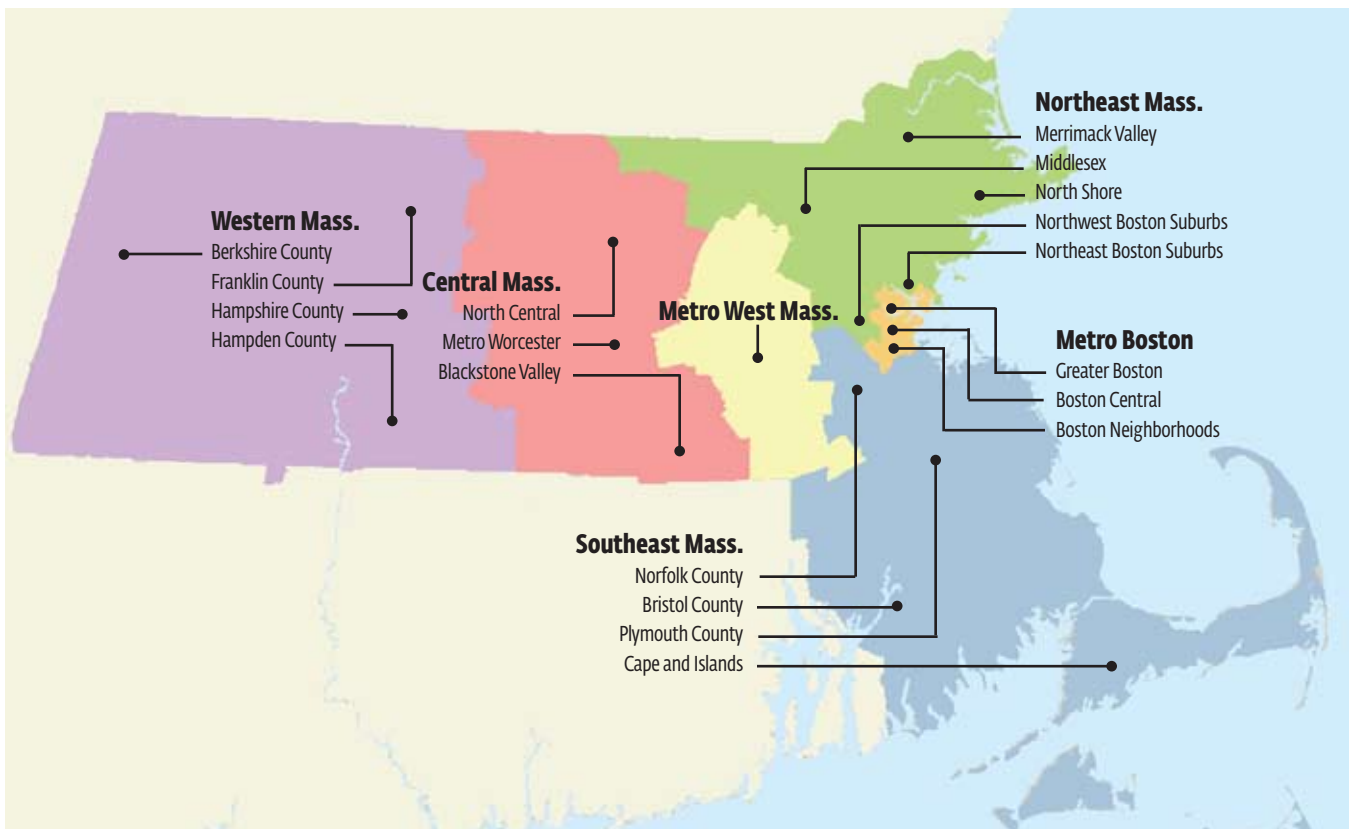 Western Mass.
Berkshire County
Franklin County
Hampshire County
Hampden County
Central Mass.
North Central
Metro Worcester
Blackstone Valley
Metro West Mass.
Northeast Mass.
Merrimack Valley
Middlesex
North Shore
Northwest Boston Suburbs
Northeast Boston Suburbs
Metro Boston
Greater Boston
Boston Central
Boston Neighborhoods
Southeast Mass.
Norfolk County
Bristol County
Plymouth County
Cape and Islands